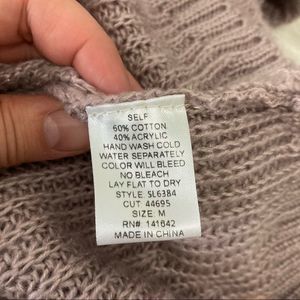 SELF
60% COTTON
40% ACRYLIC
HAND WASH COLD
WATER SEPARATELY
COLOR WILL BLEED
NO BLEACH
LAY FLAT TO DRY
STYLE SL6384
CUT: 44695
SIZE: M
RN# 141642
MADE IN CHINA